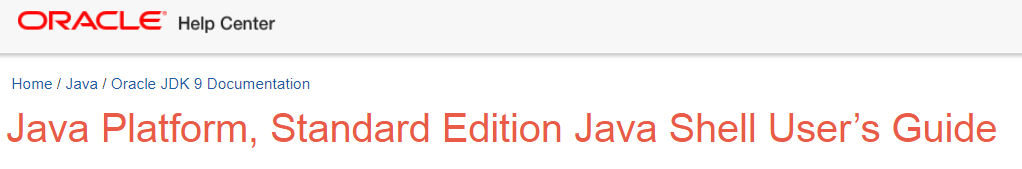 ORACLE® Help Center
Home / Java / Oracle JDK 9 Documentation
Java Platform, Standard Edition Java Shell User’s Guide